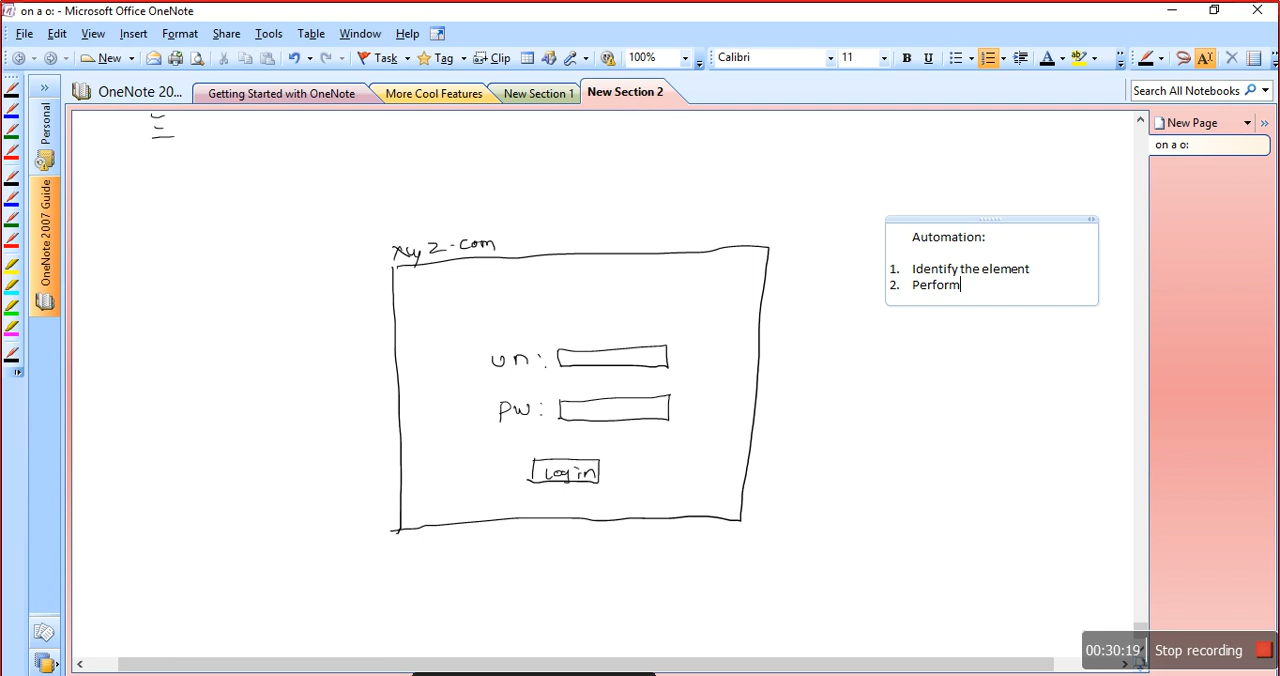 on a o: - Microsoft Office OneNote
File Edit View Insert Format Share Tools Table Window Help
New Task Tag Clip 100% Calibri 11 B U
OneNote 20... Getting Started with OneNote More Cool Features New Section 1 New Section 2 Search All Notebooks
Personal
OneNote 2007 Guide
New Page
on a o:
Automation:
1. Identify the element
2. Perform
xyz.com
un:
pw:
Login
00:30:19 Stop recording